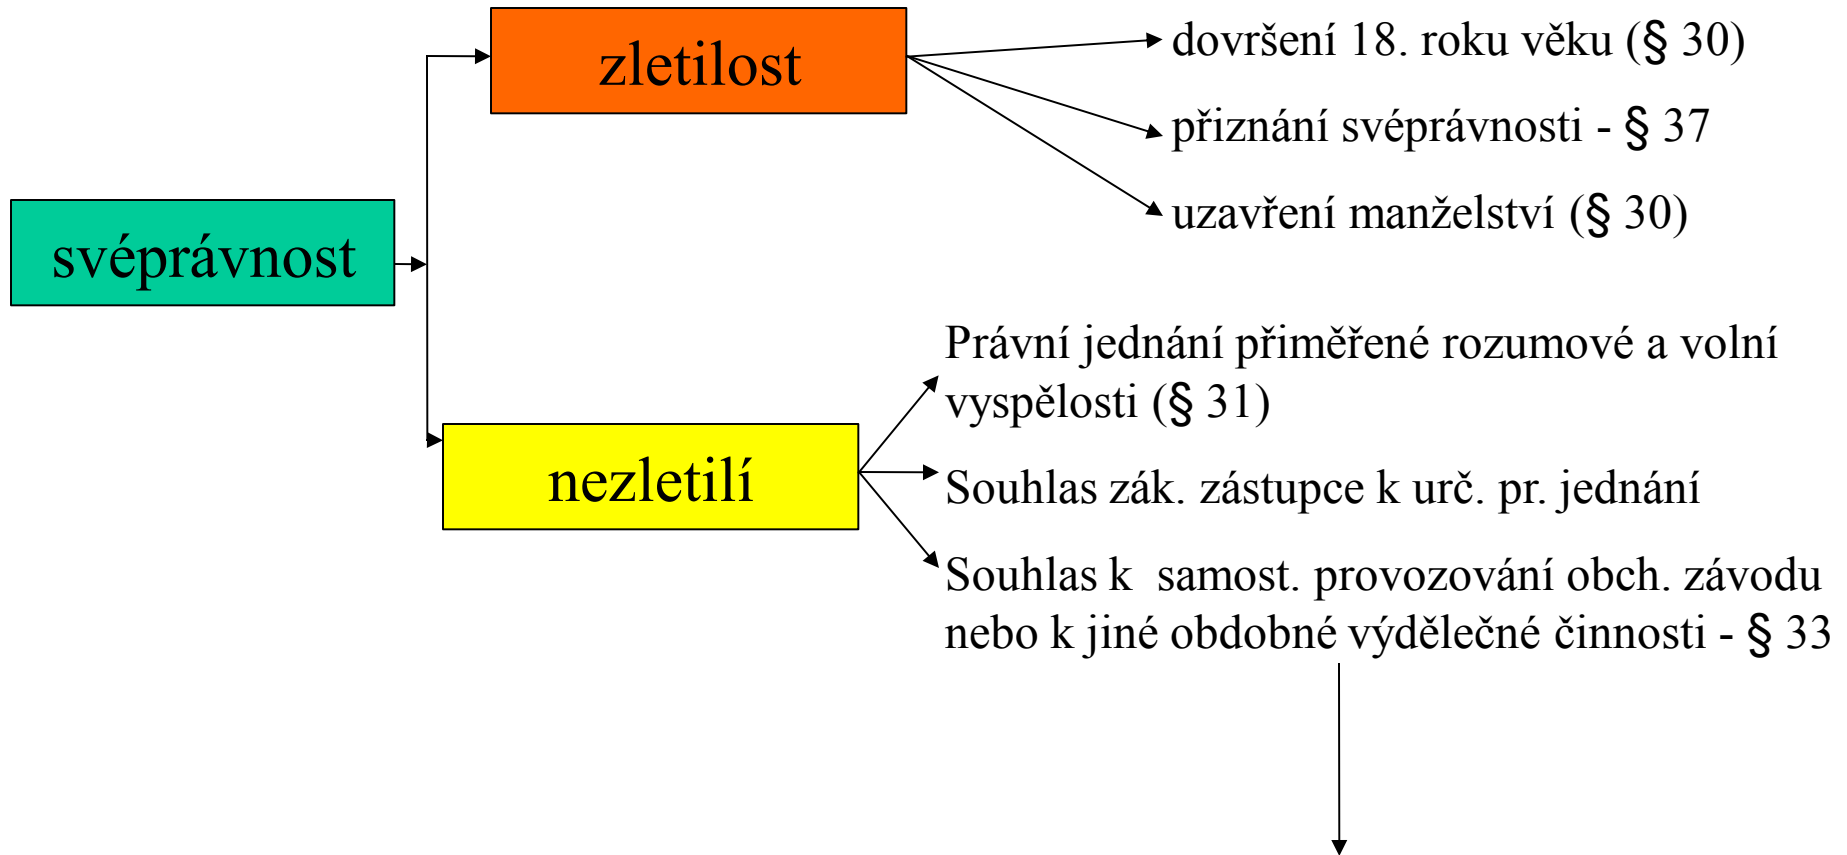 zletilost
dovršení 18. roku věku (§ 30)
přiznání svéprávnosti - § 37
uzavření manželství (§ 30)
svéprávnost
Právní jednání přiměřené rozumové a volní
vyspělosti (§ 31)
nezletilí
Souhlas zák. zástupce k urč. pr. jednání
Souhlas k  samost. provozování obch. závodu
nebo k jiné obdobné výdělečné činnosti - § 33